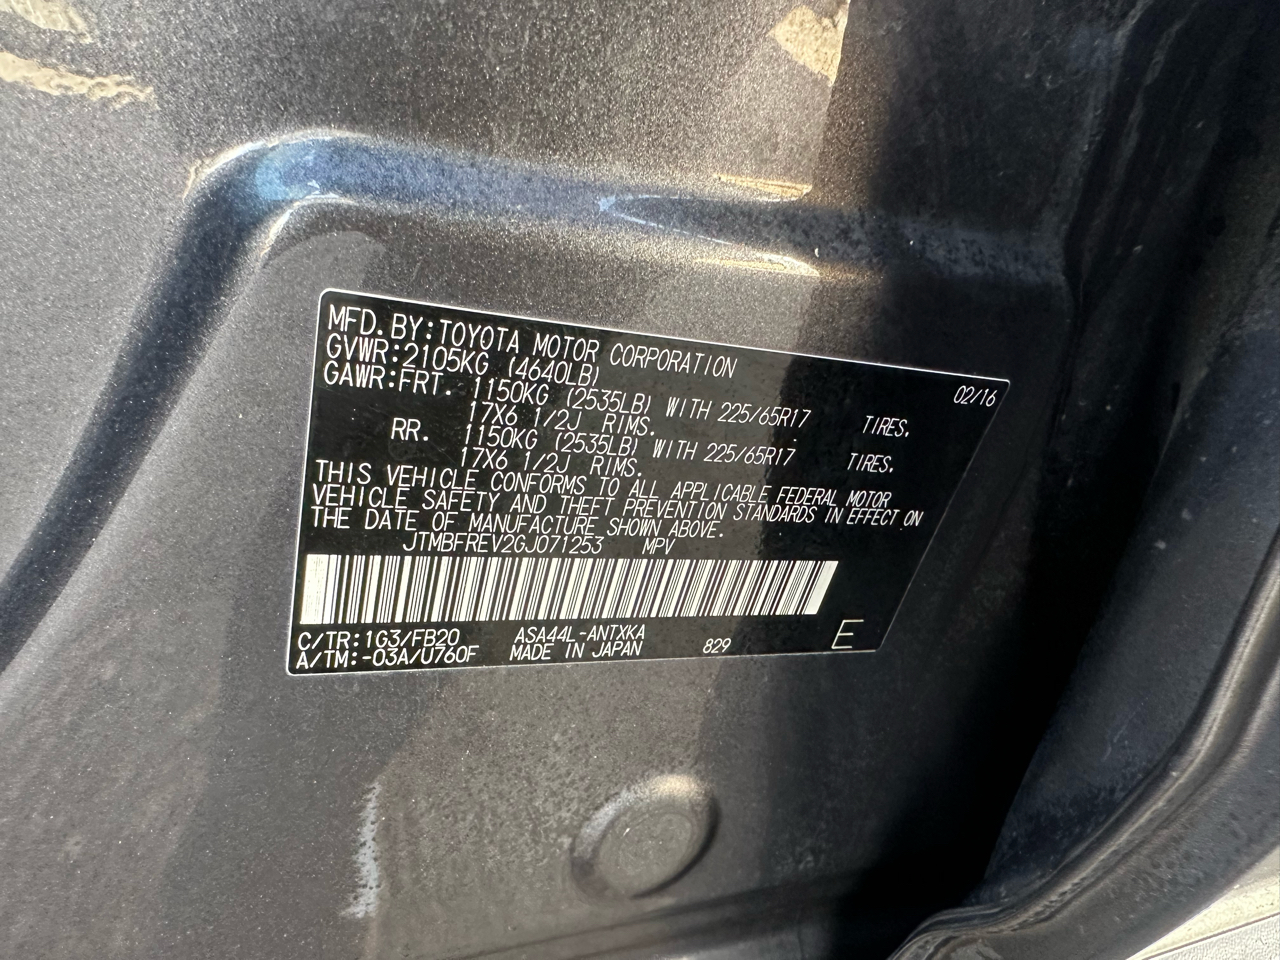 MFD. BY: TOYOTA MOTOR CORPORATION 02/16
GVWR: 2105KG (4640LB)
GAWR: FRT. 1150KG (2535LB) WITH 225/65R17 TIRES.
17X6 1/2J RIMS.
RR. 1150KG (2535LB) WITH 225/65R17 TIRES.
17X6 1/2J RIMS.
THIS VEHICLE CONFORMS TO ALL APPLICABLE FEDERAL MOTOR
VEHICLE SAFETY AND THEFT PREVENTION STANDARDS IN EFFECT ON
THE DATE OF MANUFACTURE SHOWN ABOVE.
JTMBFREV2GJ071253 MPV
C/TR: 1G3/FB20 ASA44L-ANTXKA 829 E
A/TM: -03A/U760F MADE IN JAPAN